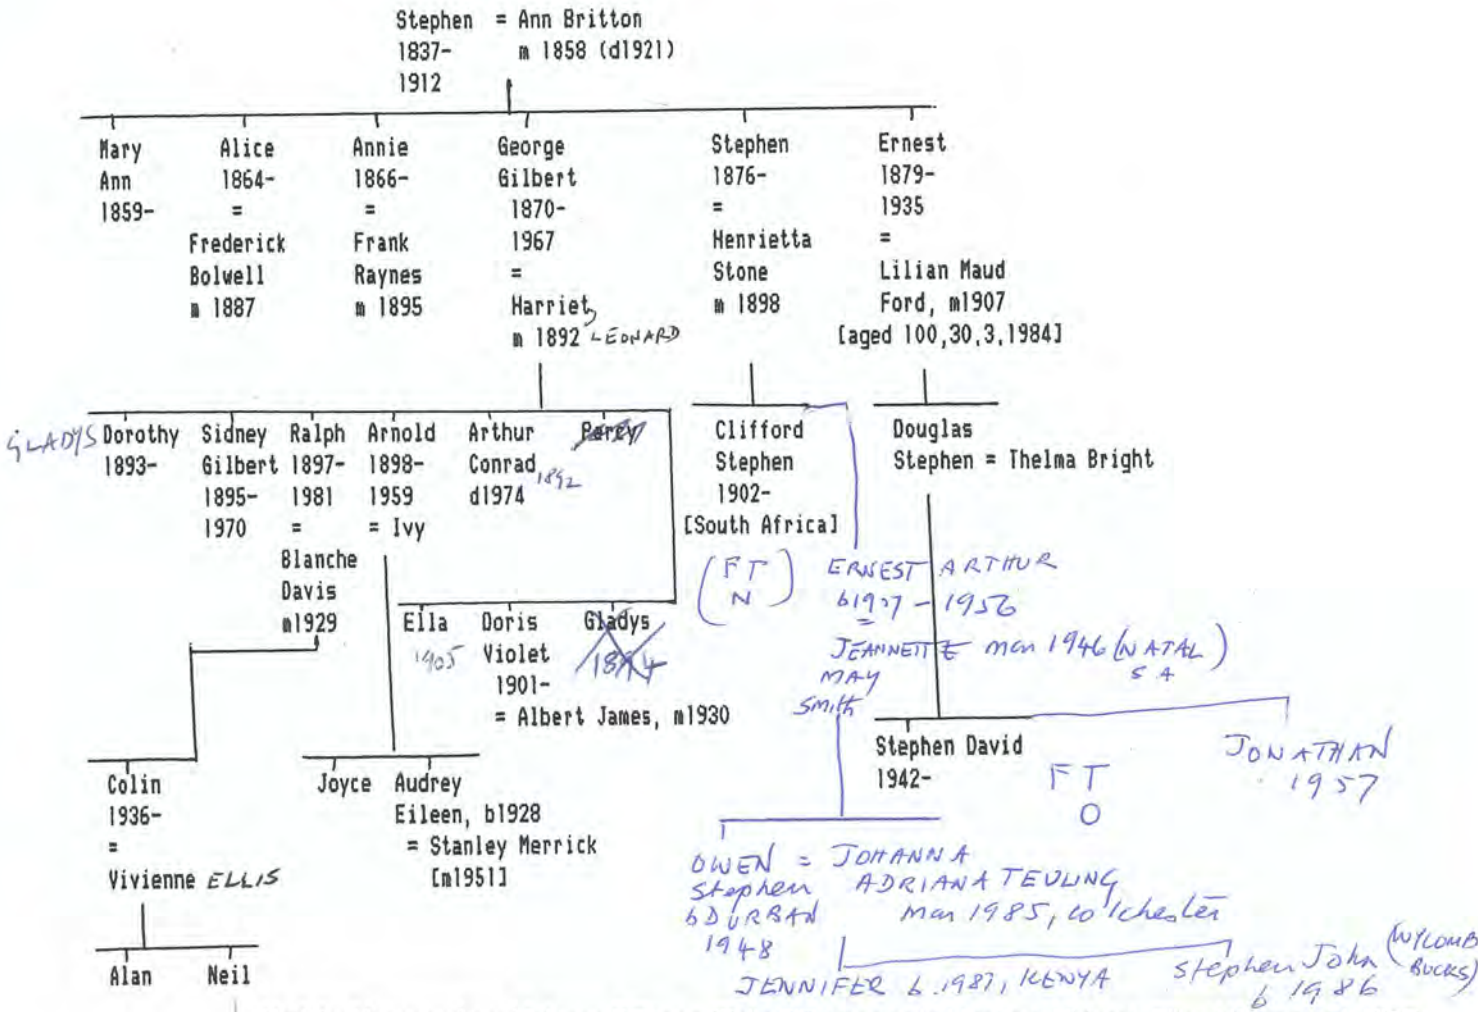 Stephen = Ann Britton
1837- m 1858 (d1921)
1912
Mary Alice Annie George Stephen Ernest
Ann 1864- 1866- Gilbert 1876- 1879-
1859- = = 1870- = 1935
Frederick Frank 1967 Henrietta =
Bolwell Raynes = Stone Lilian Maud
m 1887 m 1895 Harriet m 1898 Ford, m1907
m 1892 LEONARD [aged 100,30,3,1984]
GLADYS Dorothy Sidney Ralph Arnold Arthur Percy Clifford Douglas
1893- Gilbert 1897- 1898- Conrad 1892 Stephen Stephen = Thelma Bright
1895- 1981 1959 d1974 1902-
1970 = = Ivy [South Africa]
Blanche (FT ERNEST ARTHUR
Davis N) b1907 - 1956
m1929 Ella Doris Gladys
1905 Violet 1894 JEANNETTE mar 1946 (NATAL)
1901- MAY S A
= Albert James, m1930 Smith
Stephen David JONATHAN
1942- F T 1957
O
Colin Joyce Audrey
1936- Eileen, b1928
= = Stanley Merrick
Vivienne ELLIS [m1951]
OWEN = JOHANNA
Stephen ADRIANA TEULING
b DURBAN mar 1985, Colchester
1948
Alan Neil
JENNIFER b.1987, KENYA Stephen John (WYCOMB
b 1986 BUCKS)